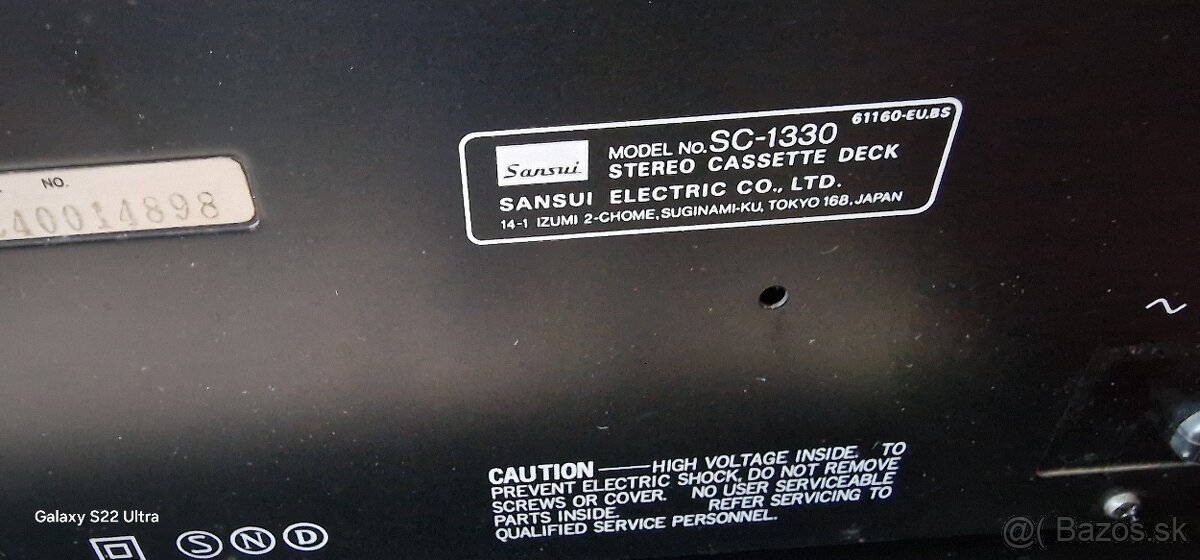 61160-EU.BS
Sansui
MODEL No. SC-1330
STEREO CASSETTE DECK
SANSUI ELECTRIC CO., LTD.
14-1 IZUMI 2-CHOME, SUGINAMI-KU, TOKYO 168, JAPAN
NO.
40014898
~
CAUTION — HIGH VOLTAGE INSIDE. TO
PREVENT ELECTRIC SHOCK, DO NOT REMOVE
SCREWS OR COVER. NO USER SERVICEABLE
PARTS INSIDE. REFER SERVICING TO
QUALIFIED SERVICE PERSONNEL.
Galaxy S22 Ultra
S N D
@( Bazos.sk